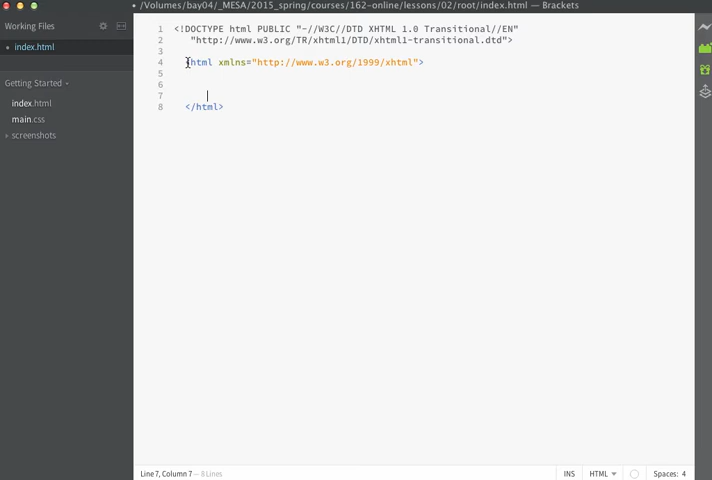 /Volumes/bay04/_MESA/2015_spring/courses/162-online/lessons/02/root/index.html — Brackets
Working Files
index.html
Getting Started
index.html
main.css
screenshots
1 <!DOCTYPE html PUBLIC "-//W3C//DTD XHTML 1.0 Transitional//EN"
2 "http://www.w3.org/TR/xhtml1/DTD/xhtml1-transitional.dtd">
3
4 <html xmlns="http://www.w3.org/1999/xhtml">
5
6
7
8 </html>
Line 7, Column 7 — 8 Lines
INS
HTML
Spaces: 4